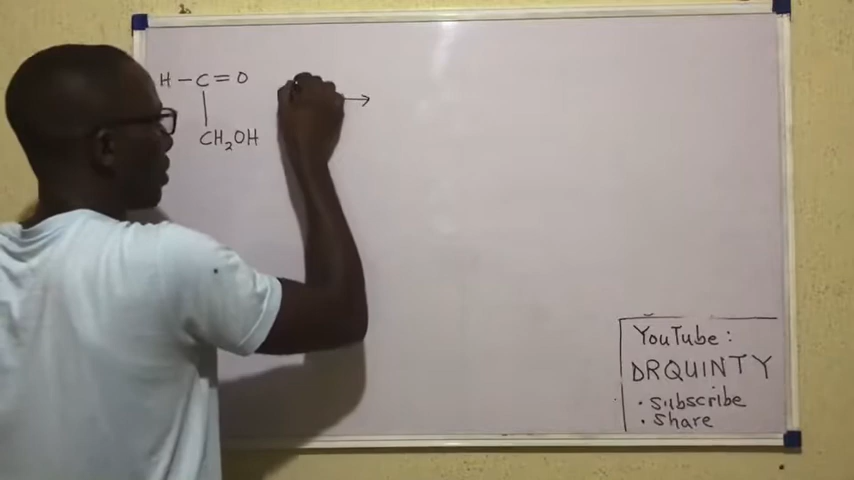 H-C=O
CH2OH
YouTube:
DRQUINTY
• Subscribe
• Share